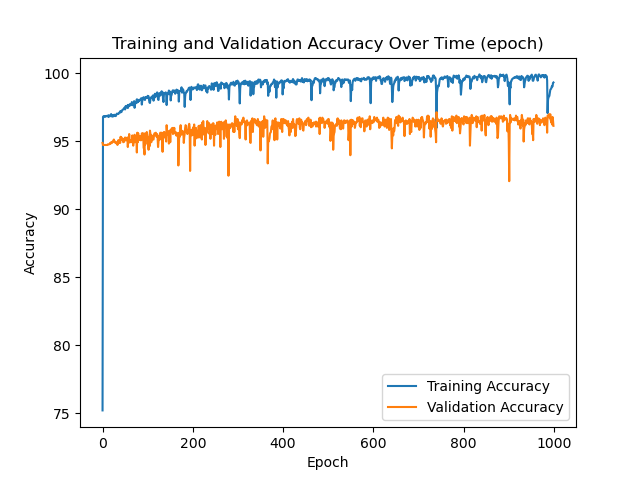 Training and Validation Accuracy Over Time (epoch)
100
95
90
85
80
75
Accuracy
0
200
400
600
800
1000
Epoch
Training Accuracy
Validation Accuracy